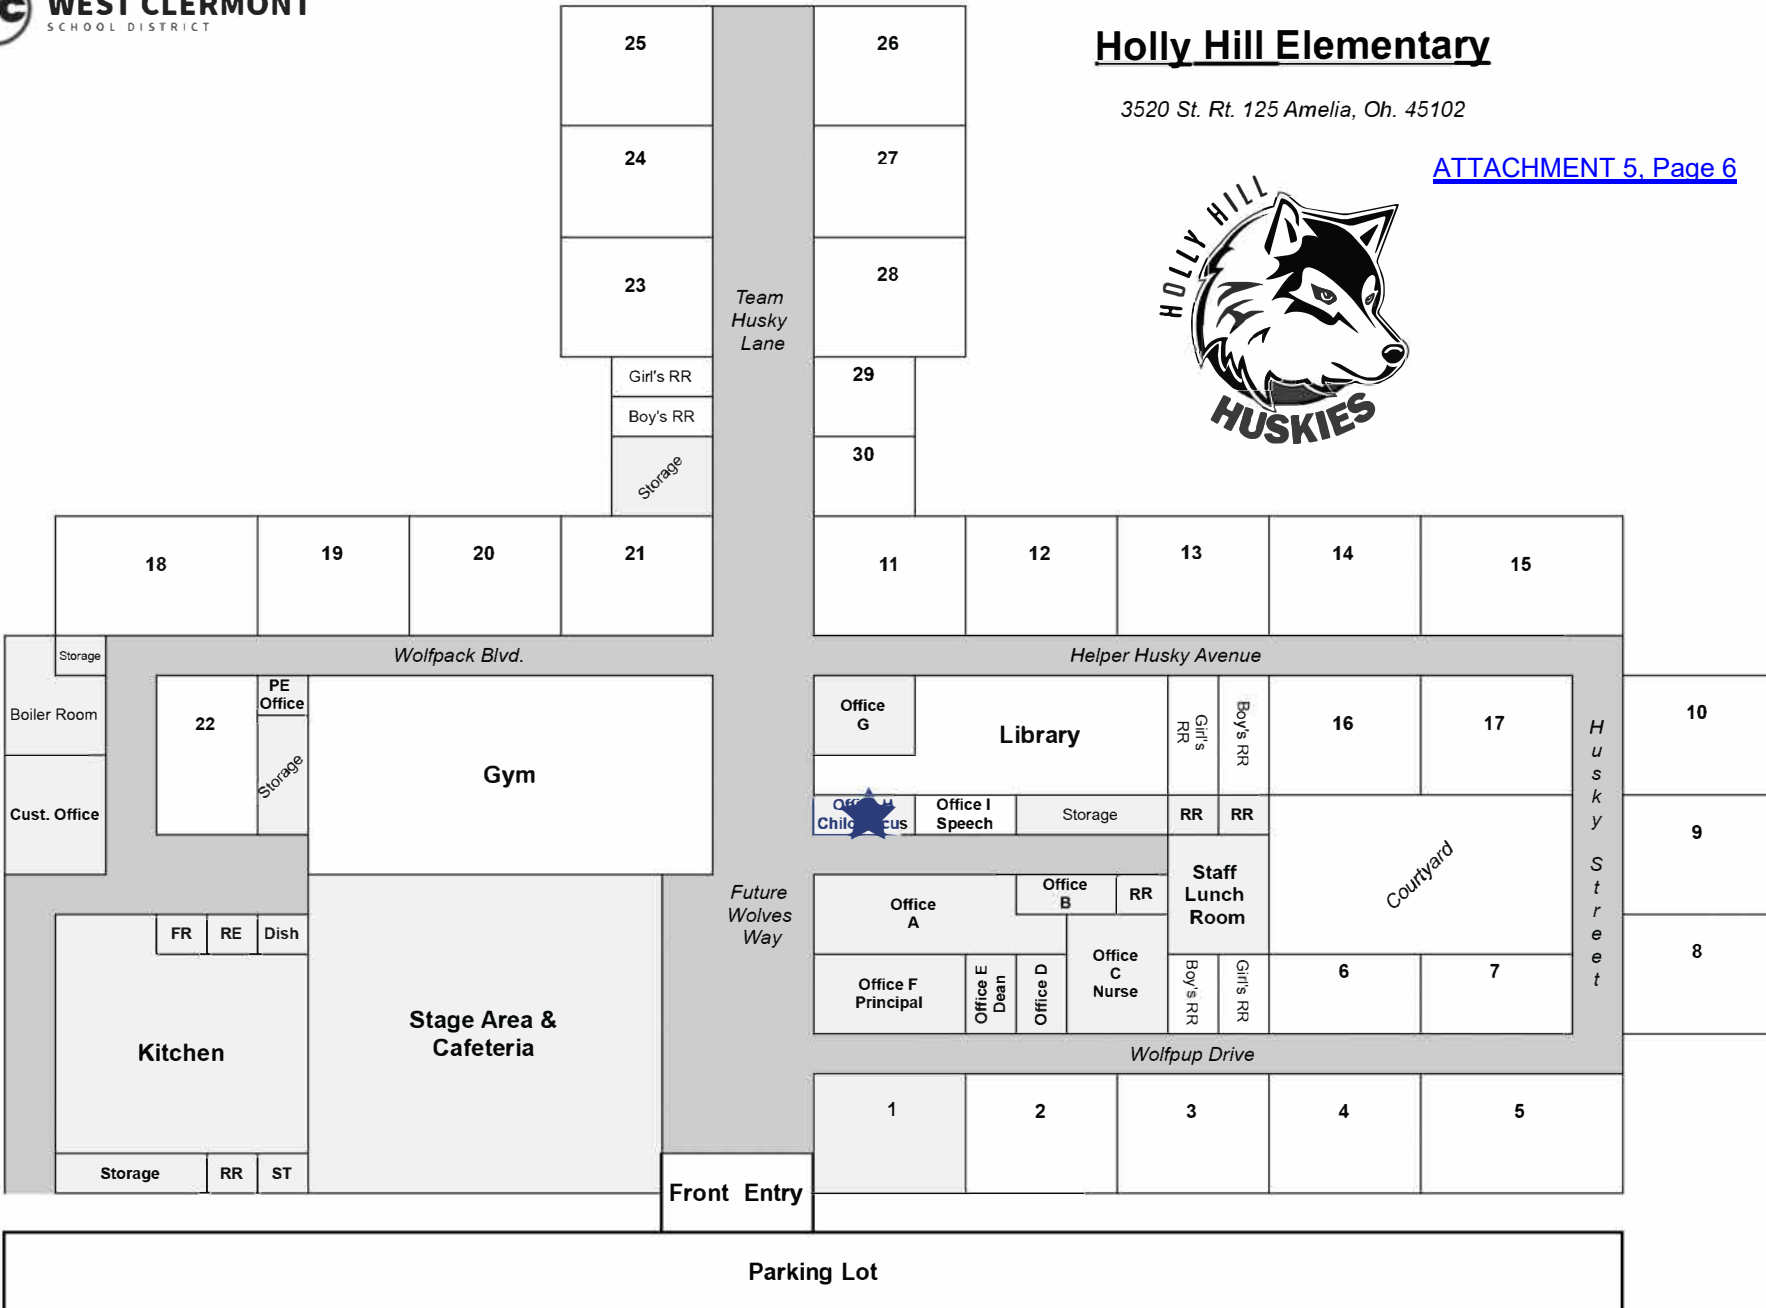 WEST CLERMONT
SCHOOL DISTRICT
Holly Hill Elementary
3520 St. Rt. 125 Amelia, Oh. 45102
ATTACHMENT 5, Page 6
HOLLY HILL
HUSKIES
25
26
24
27
23
28
Team
Husky
Lane
Girl's RR
29
Boy's RR
Storage
30
18
19
20
21
11
12
13
14
15
Storage
Wolfpack Blvd.
Helper Husky Avenue
Boiler Room
22
PE
Office
Storage
Gym
Office
G
Library
Girl's
RR
Boy's RR
16
17
Husky Street
10
Cust. Office
Office I
Speech
Storage
RR
RR
9
Courtyard
Staff
Lunch
Room
Future
Wolves
Way
Office
A
Office
B
RR
8
FR
RE
Dish
Office
C
Nurse
Office F
Principal
Office E
Dean
Office D
Boy's RR
Girl's RR
6
7
Kitchen
Stage Area &
Cafeteria
Wolfpup Drive
1
2
3
4
5
Storage
RR
ST
Front Entry
Parking Lot